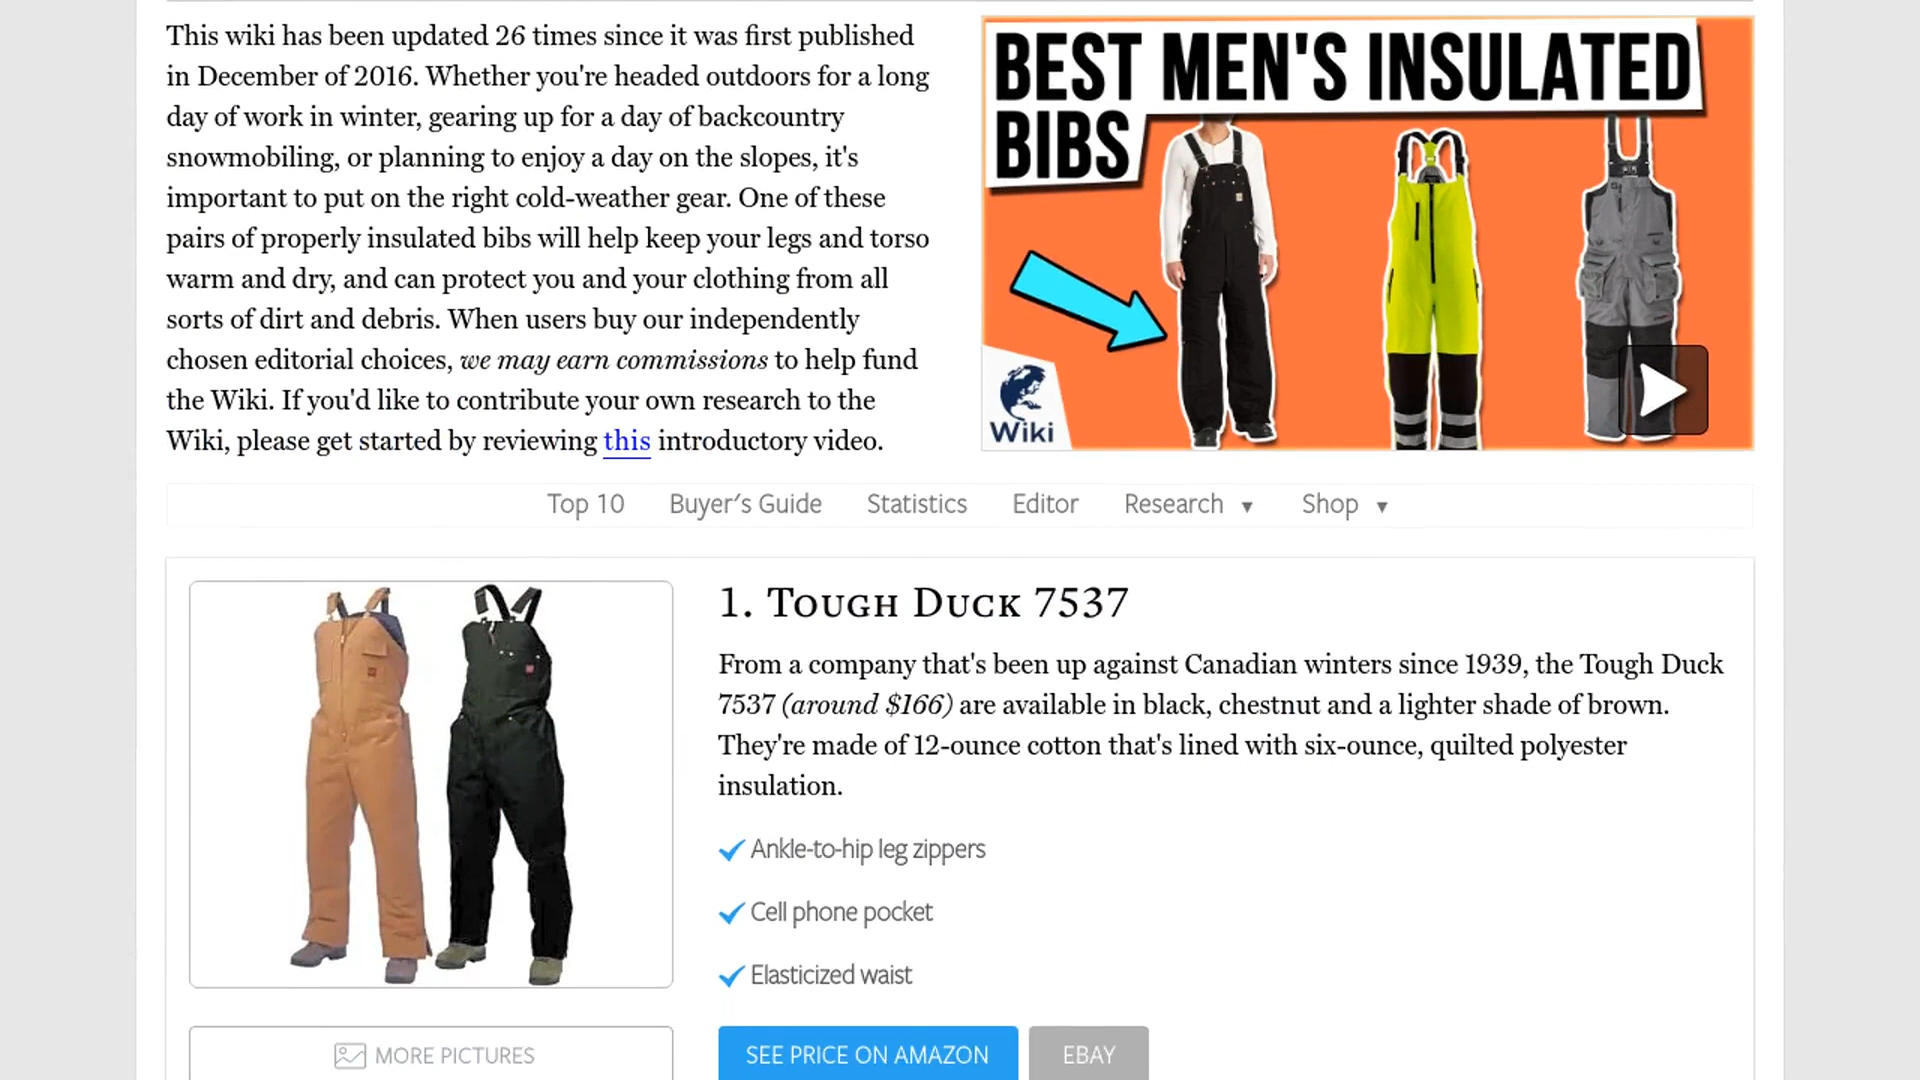 This wiki has been updated 26 times since it was first published
in December of 2016. Whether you're headed outdoors for a long
day of work in winter, gearing up for a day of backcountry
snowmobiling, or planning to enjoy a day on the slopes, it's
important to put on the right cold-weather gear. One of these
pairs of properly insulated bibs will help keep your legs and torso
warm and dry, and can protect you and your clothing from all
sorts of dirt and debris. When users buy our independently
chosen editorial choices, we may earn commissions to help fund
the Wiki. If you'd like to contribute your own research to the
Wiki, please get started by reviewing this introductory video.
BEST MEN'S INSULATED
BIBS
Wiki
Top 10 Buyer's Guide Statistics Editor Research ▼ Shop ▼
1. TOUGH DUCK 7537
From a company that's been up against Canadian winters since 1939, the Tough Duck
7537 (around $166) are available in black, chestnut and a lighter shade of brown.
They're made of 12-ounce cotton that's lined with six-ounce, quilted polyester
insulation.
Ankle-to-hip leg zippers
Cell phone pocket
Elasticized waist
MORE PICTURES
SEE PRICE ON AMAZON
EBAY